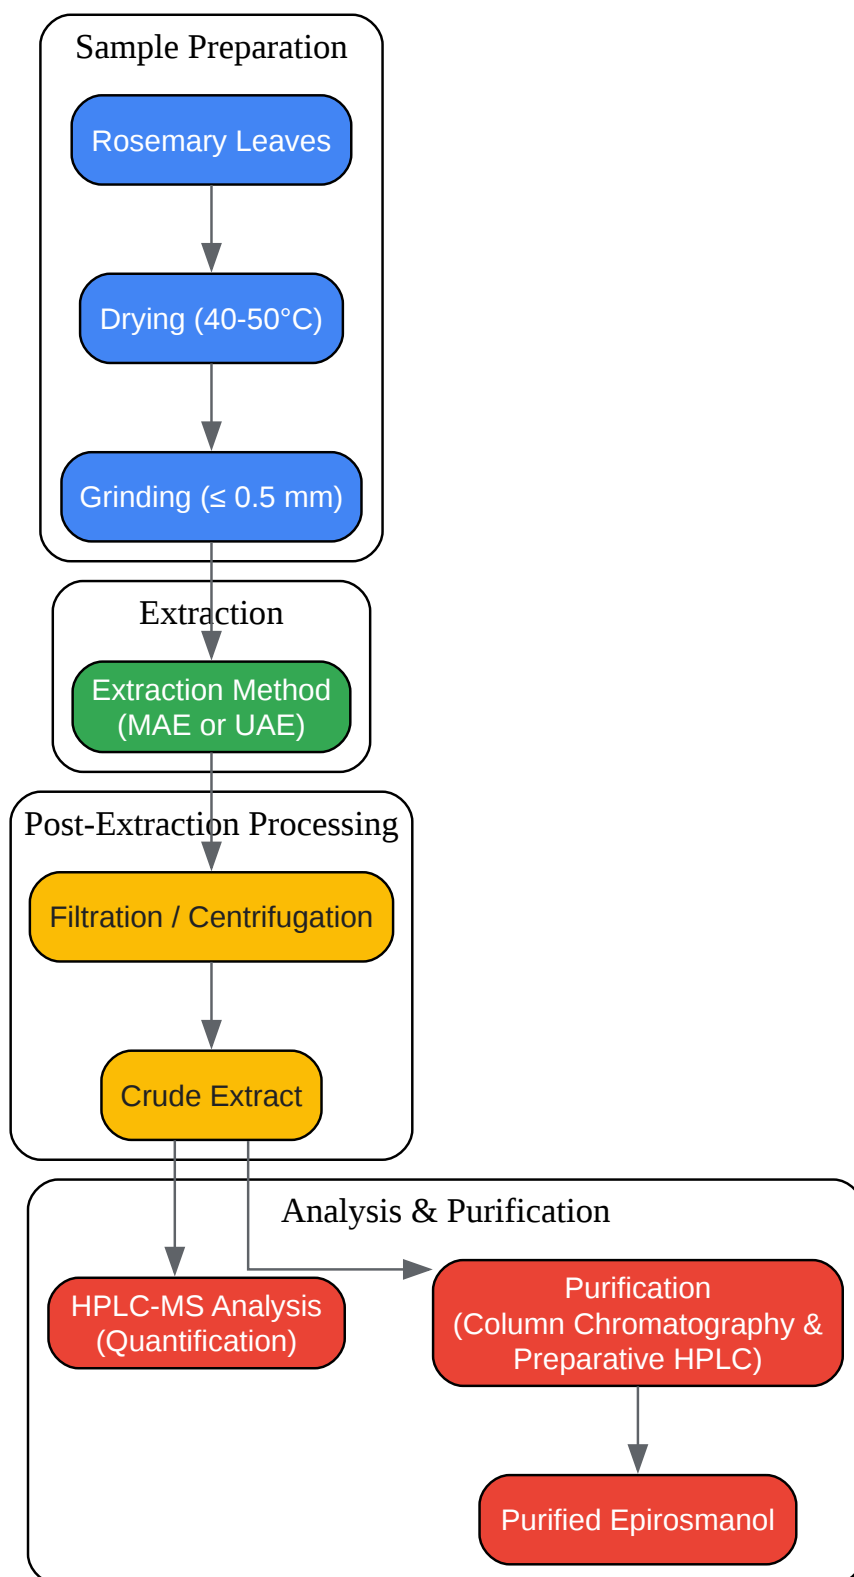 Sample Preparation
Rosemary Leaves
Drying (40-50°C)
Grinding (≤ 0.5 mm)
Extraction
Extraction Method
(MAE or UAE)
Post-Extraction Processing
Filtration / Centrifugation
Crude Extract
Analysis & Purification
HPLC-MS Analysis
(Quantification)
Purification
(Column Chromatography &
Preparative HPLC)
Purified Epirosmanol